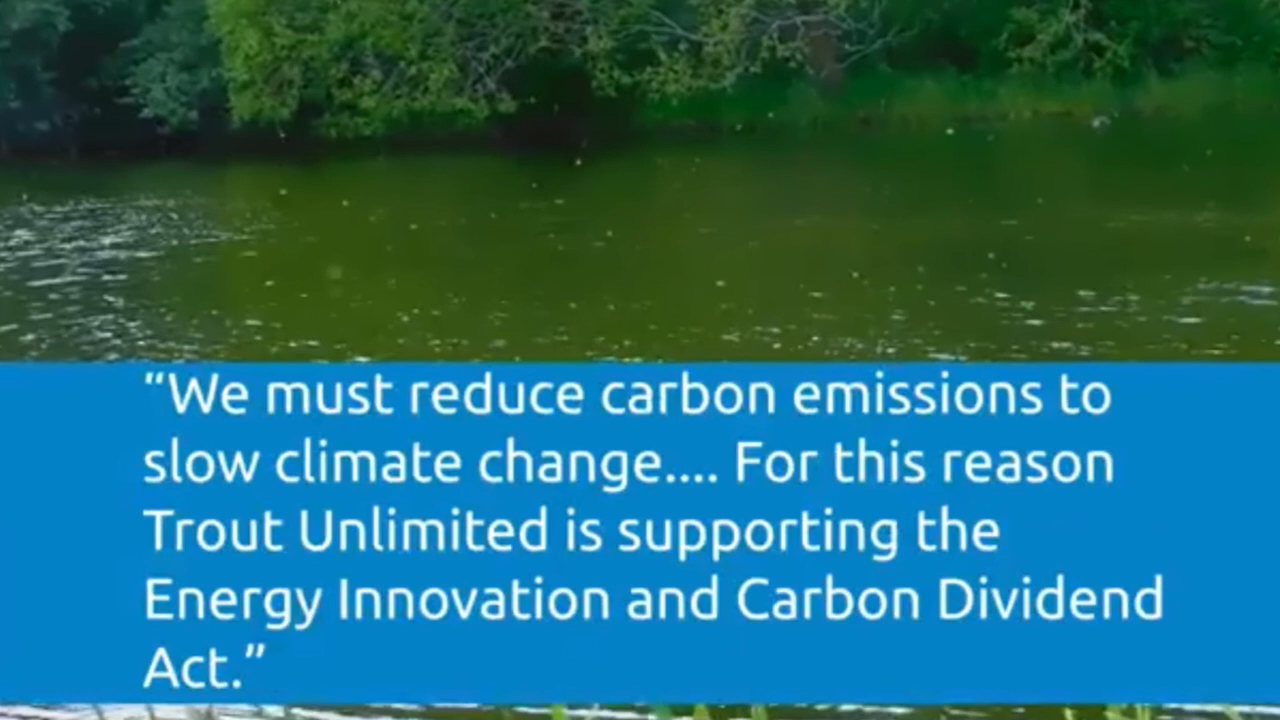 “We must reduce carbon emissions to
slow climate change.... For this reason
Trout Unlimited is supporting the
Energy Innovation and Carbon Dividend
Act.”